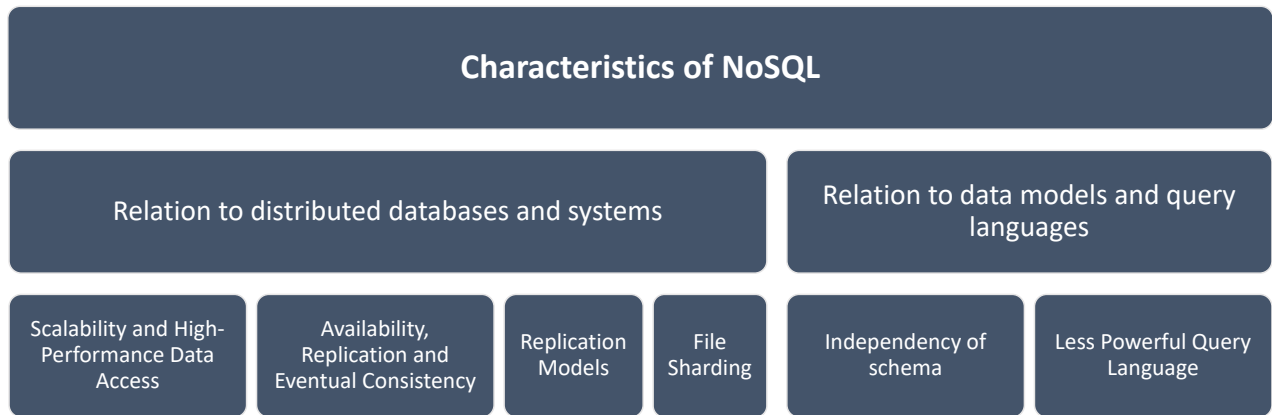 Characteristics of NoSQL
Relation to distributed databases and systems
Relation to data models and query
languages
Scalability and High-
Performance Data
Access
Availability,
Replication and
Eventual Consistency
Replication
Models
File
Sharding
Independency of
schema
Less Powerful Query
Language